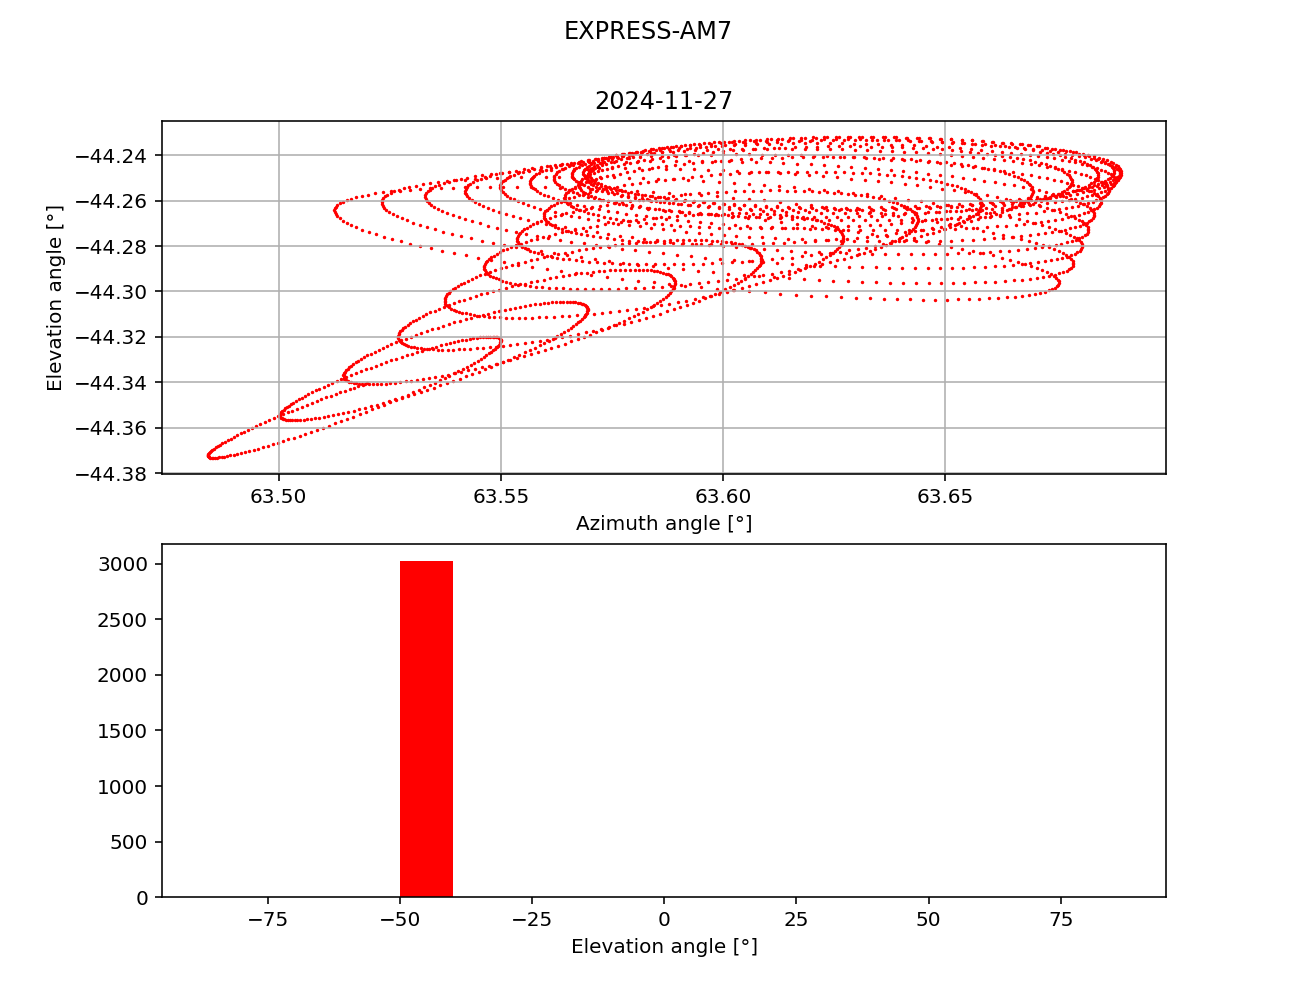 EXPRESS-AM7
2024-11-27
−44.24
−44.26
−44.28
−44.30
−44.32
−44.34
−44.36
−44.38
Elevation angle [°]
63.50 63.55 63.60 63.65
Azimuth angle [°]
3000
2500
2000
1500
1000
500
0
−75 −50 −25 0 25 50 75
Elevation angle [°]